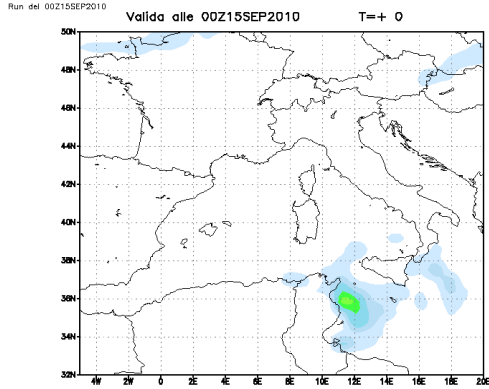 Run del 00Z15SEP2010
Valida alle 00Z15SEP2010 T=+ 0
50N
48N
46N
44N
42N
40N
38N
36N
34N
32N
4W 2W 0 2E 4E 6E 8E 10E 12E 14E 16E 18E 20E